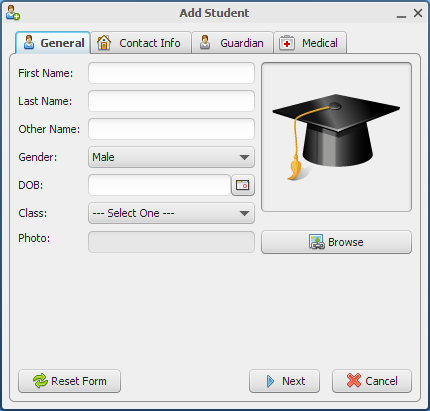 Add Student
General
Contact Info
Guardian
Medical
First Name:
Last Name:
Other Name:
Gender:
Male
DOB:
Class:
--- Select One ---
Photo:
Browse
Reset Form
Next
Cancel